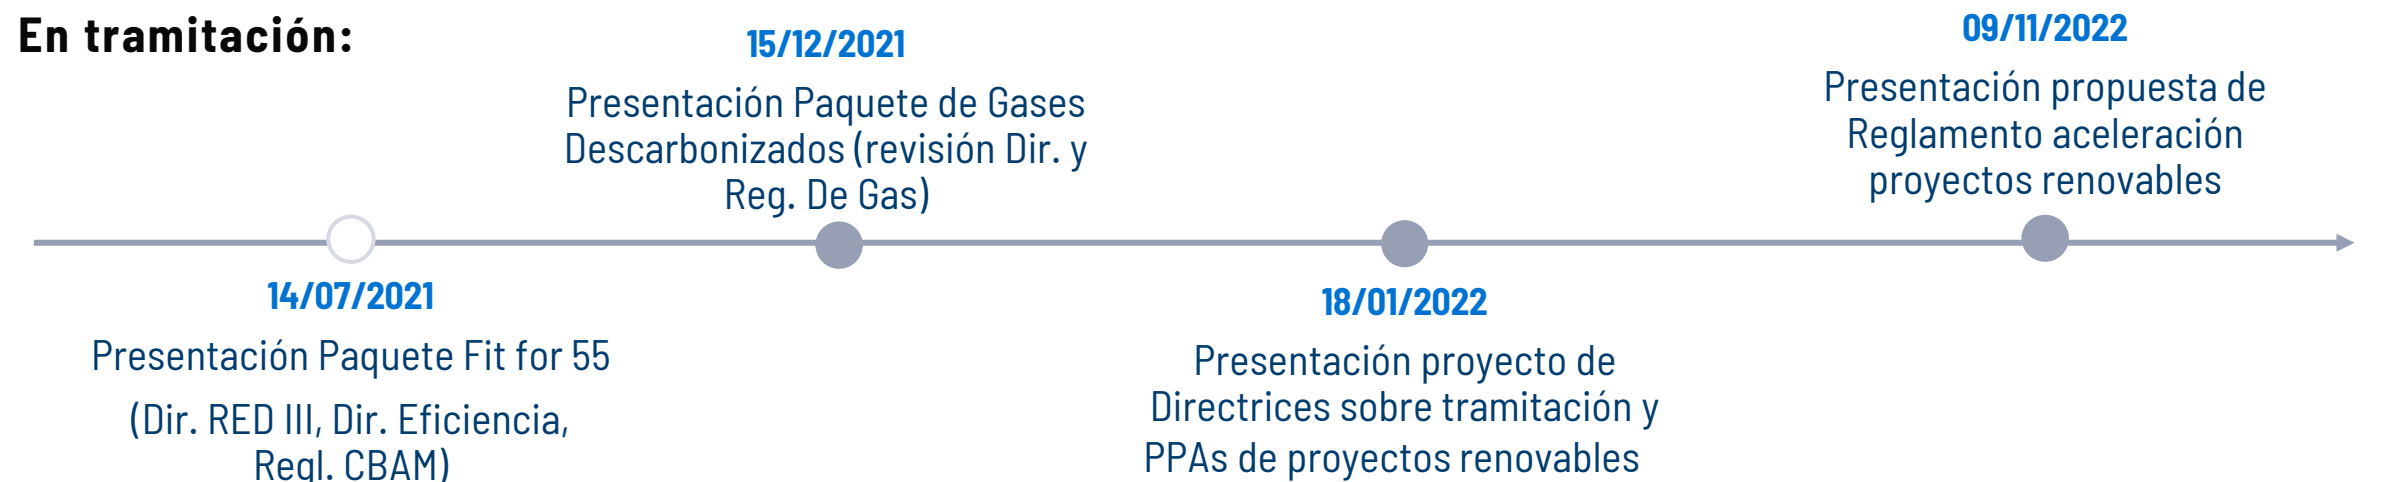 En tramitación:
14/07/2021
Presentación Paquete Fit for 55
(Dir. RED III, Dir. Eficiencia,
Regl. CBAM)
15/12/2021
Presentación Paquete de Gases
Descarbonizados (revisión Dir. y
Reg. De Gas)
18/01/2022
Presentación proyecto de
Directrices sobre tramitación y
PPAs de proyectos renovables
09/11/2022
Presentación propuesta de
Reglamento aceleración
proyectos renovables